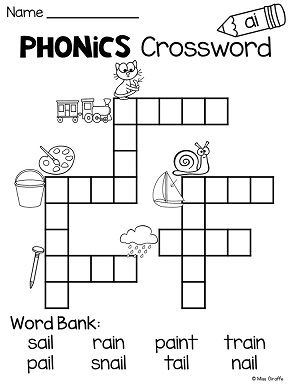 Name
ai
PHONiCS Crossword
Word Bank:
sail rain paint train
pail snail tail nail
© Miss Giraffe